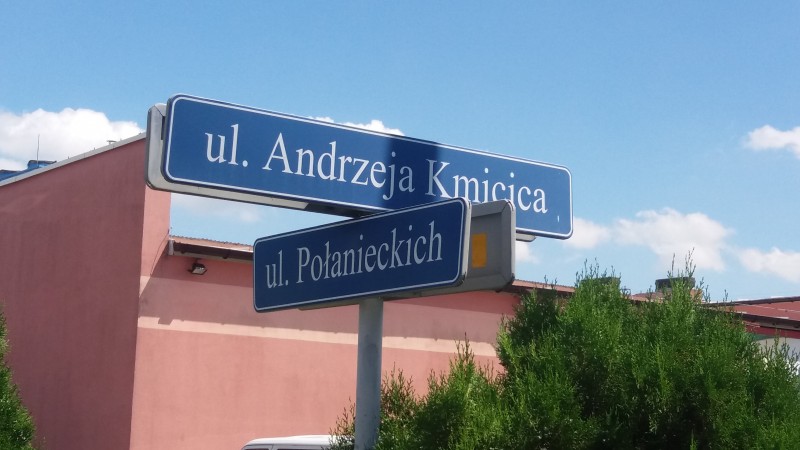 ul. Andrzeja Kmicica
ul. Połanieckich